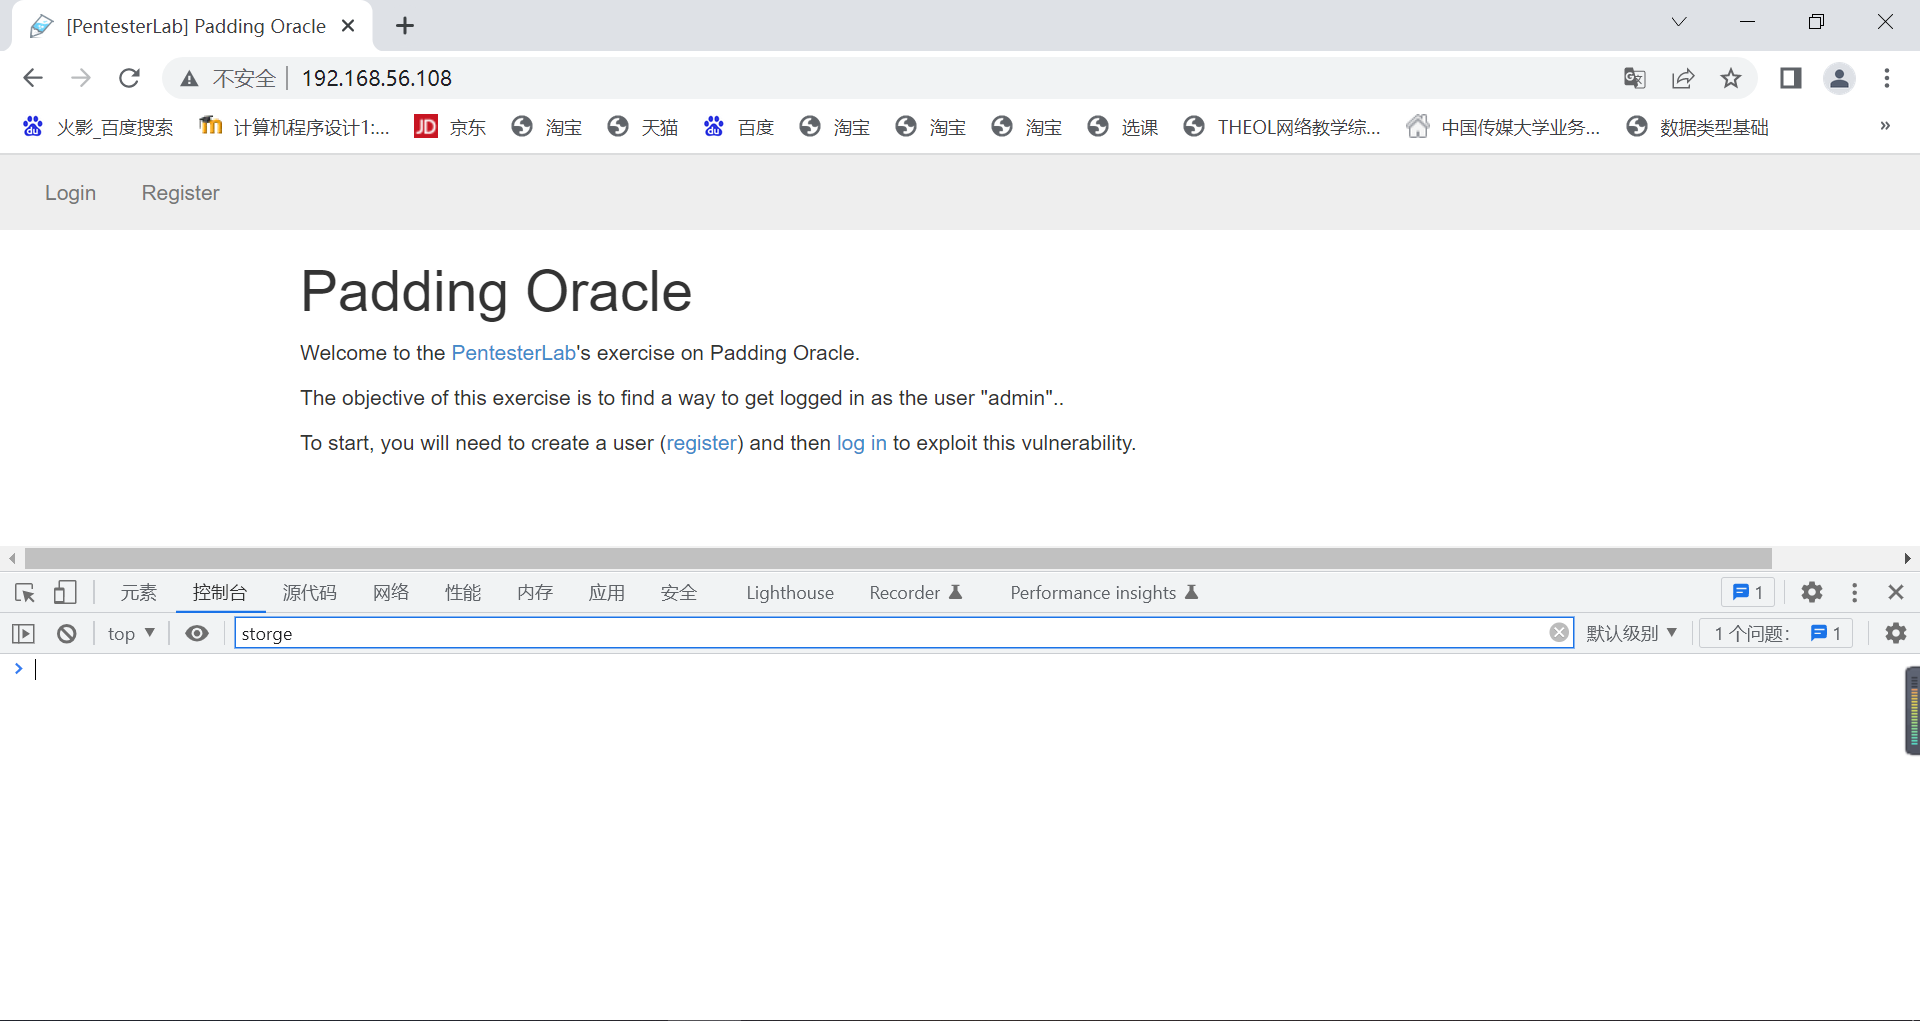 [PentesterLab] Padding Oracle
不安全 192.168.56.108
火影_百度搜索 计算机程序设计1:... JD 京东 淘宝 天猫 du 百度 淘宝 淘宝 淘宝 选课 THEOL网络教学综... 中国传媒大学业务... 数据类型基础 »
Login Register
Padding Oracle
Welcome to the PentesterLab's exercise on Padding Oracle.
The objective of this exercise is to find a way to get logged in as the user "admin"..
To start, you will need to create a user (register) and then log in to exploit this vulnerability.
元素 控制台 源代码 网络 性能 内存 应用 安全 Lighthouse Recorder Performance insights 1
top storge 默认级别 1 个问题: 1